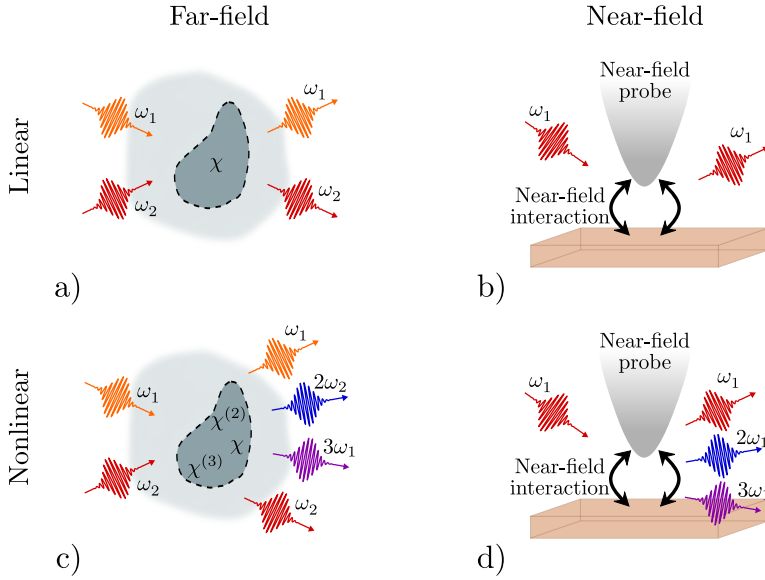 Far-field
Near-field
Linear
ω₁
ω₁
χ
ω₂
ω₂
a)
Near-field
probe
ω₁
ω₁
Near-field
interaction
b)
Nonlinear
ω₁
ω₁
2ω₂
χ⁽²⁾
χ
3ω₁
χ⁽³⁾
ω₂
ω₂
c)
Near-field
probe
ω₁
ω₁
2ω₁
Near-field
interaction
3ω
d)